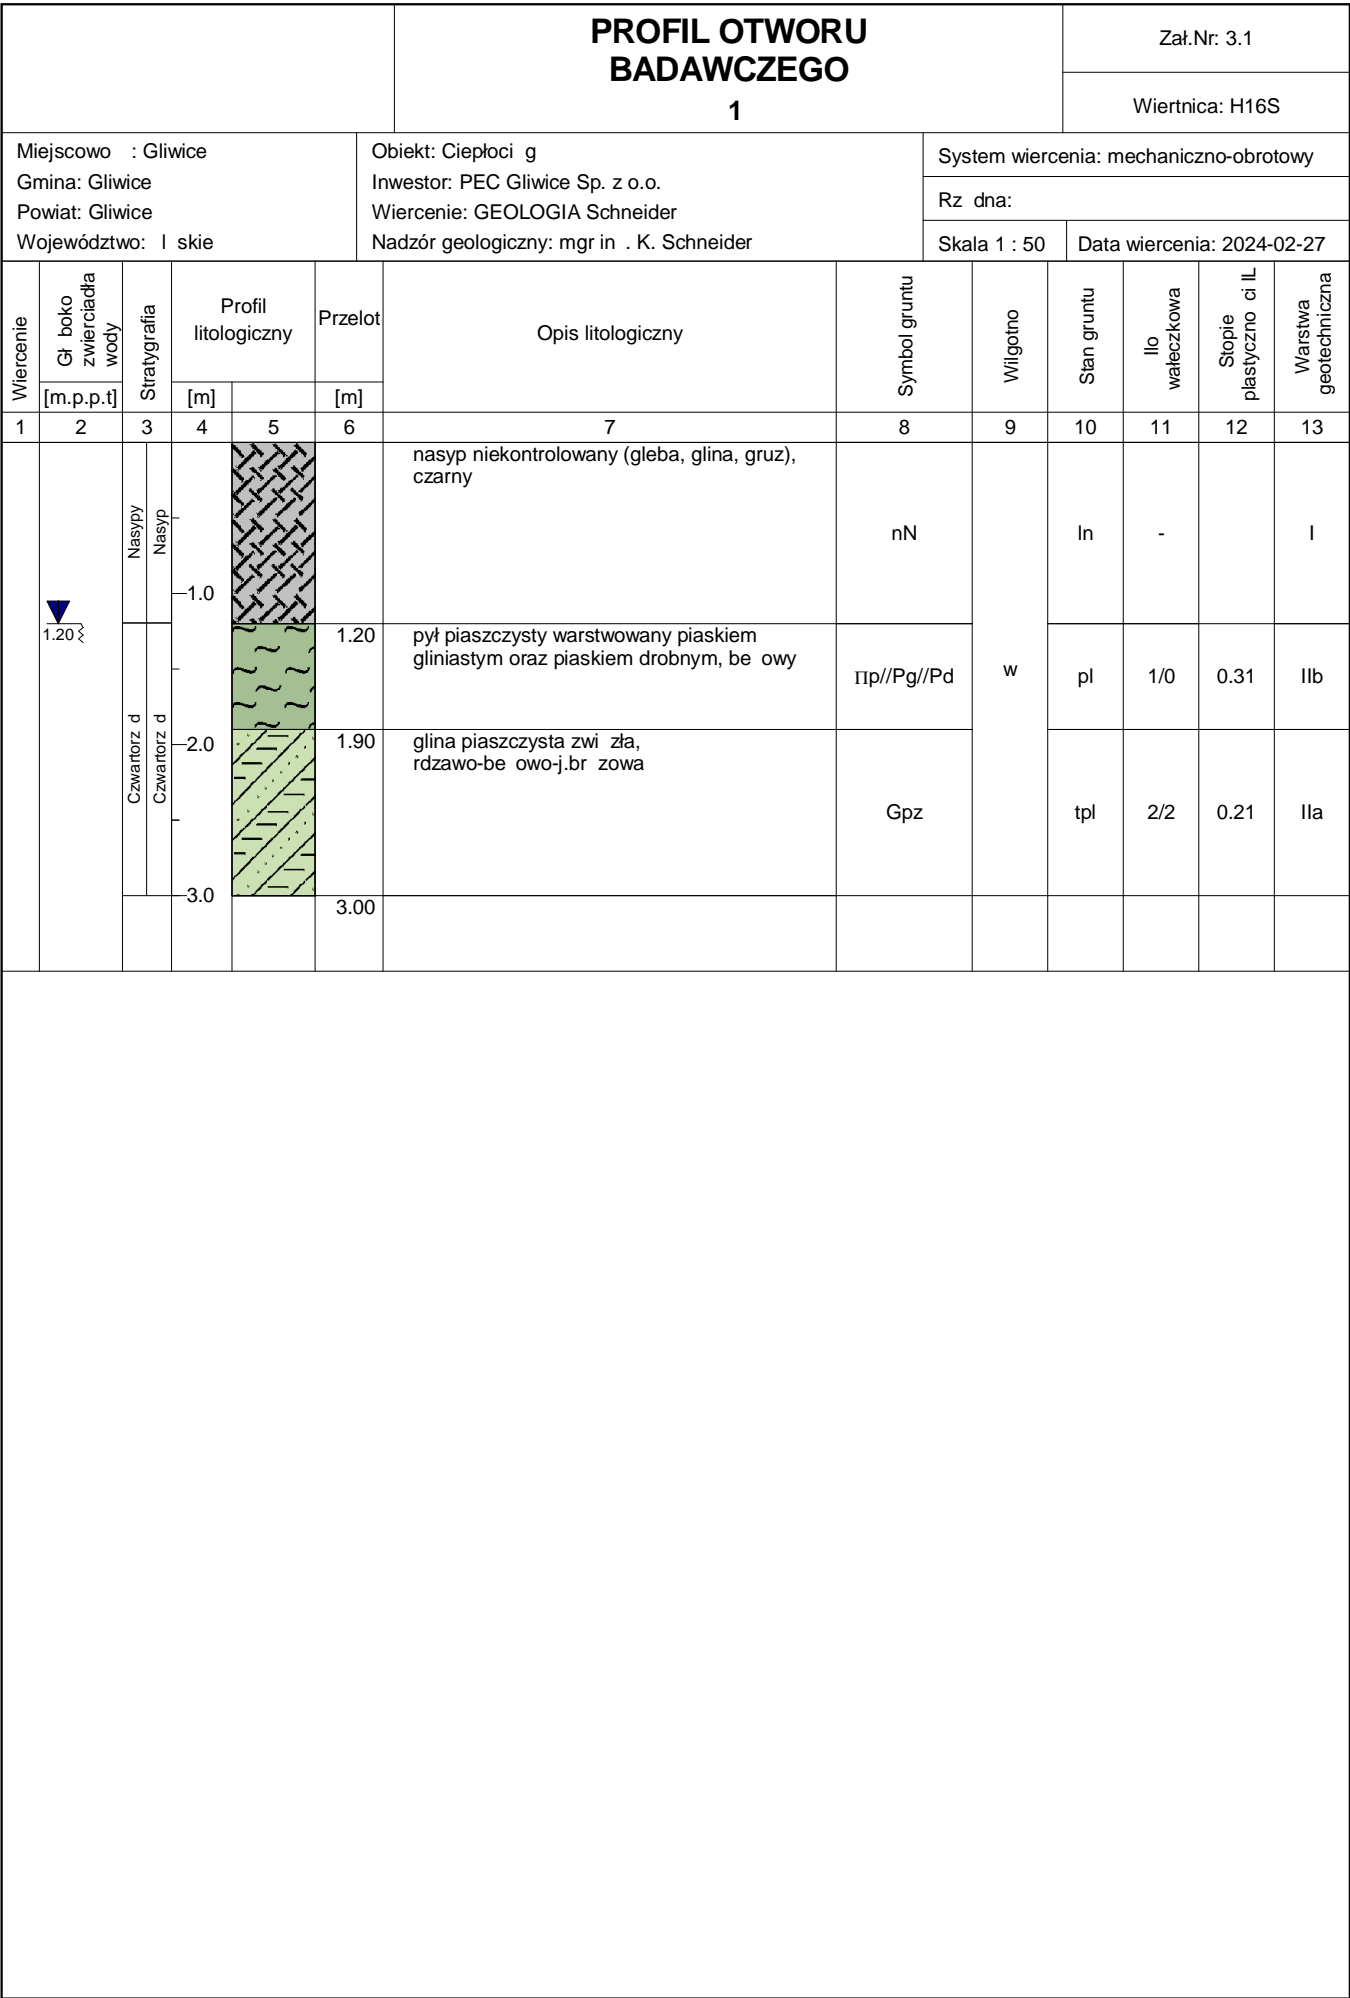 PROFIL OTWORU
BADAWCZEGO
1
Zał.Nr: 3.1
Wiertnica: H16S
Miejscowo : Gliwice
Gmina: Gliwice
Powiat: Gliwice
Województwo: l skie
Obiekt: Ciepłoci g
Inwestor: PEC Gliwice Sp. z o.o.
Wiercenie: GEOLOGIA Schneider
Nadzór geologiczny: mgr in . K. Schneider
System wiercenia: mechaniczno-obrotowy
Rz dna:
Skala 1 : 50
Data wiercenia: 2024-02-27
Wiercenie
Gł boko
zwierciadła
wody
[m.p.p.t]
Stratygrafia
Profil
litologiczny
[m]
Przelot
[m]
Opis litologiczny
Symbol gruntu
Wilgotno
Stan gruntu
Ilo
wałeczkowa
Stopie
plastyczno ci IL
Warstwa
geotechniczna
1 2 3 4 5 6 7 8 9 10 11 12 13
Nasypy
Nasyp
nasyp niekontrolowany (gleba, glina, gruz),
czarny
nN
ln
-
I
1.0
1.20
1.20
pył piaszczysty warstwowany piaskiem
gliniastym oraz piaskiem drobnym, be owy
Πp//Pg//Pd
w
pl
1/0
0.31
IIb
Czwartorz d
Czwartorz d
2.0
1.90
glina piaszczysta zwi zła,
rdzawo-be owo-j.br zowa
Gpz
tpl
2/2
0.21
IIa
3.0
3.00